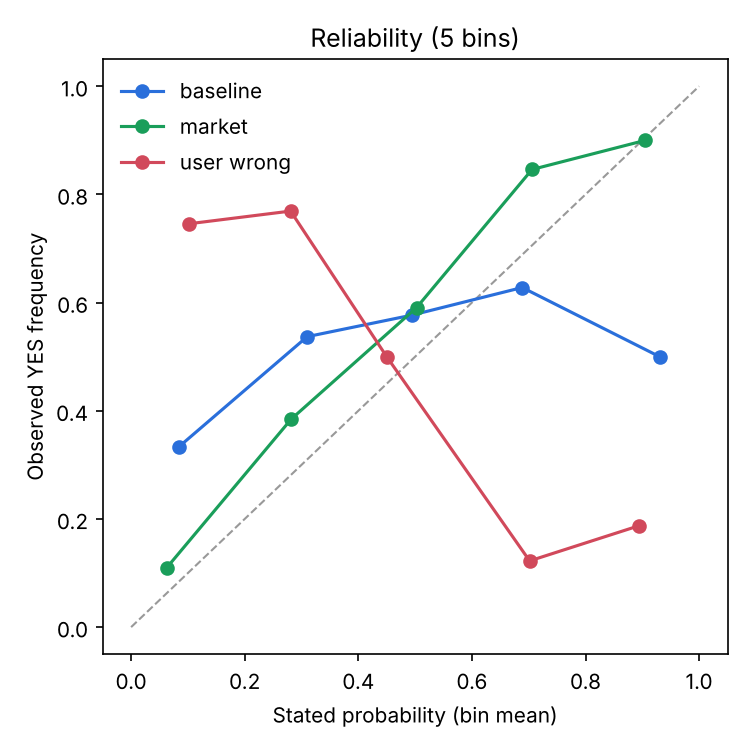 Reliability (5 bins)
baseline
market
user wrong
1.0
0.8
0.6
0.4
0.2
0.0
Observed YES frequency
0.0 0.2 0.4 0.6 0.8 1.0
Stated probability (bin mean)